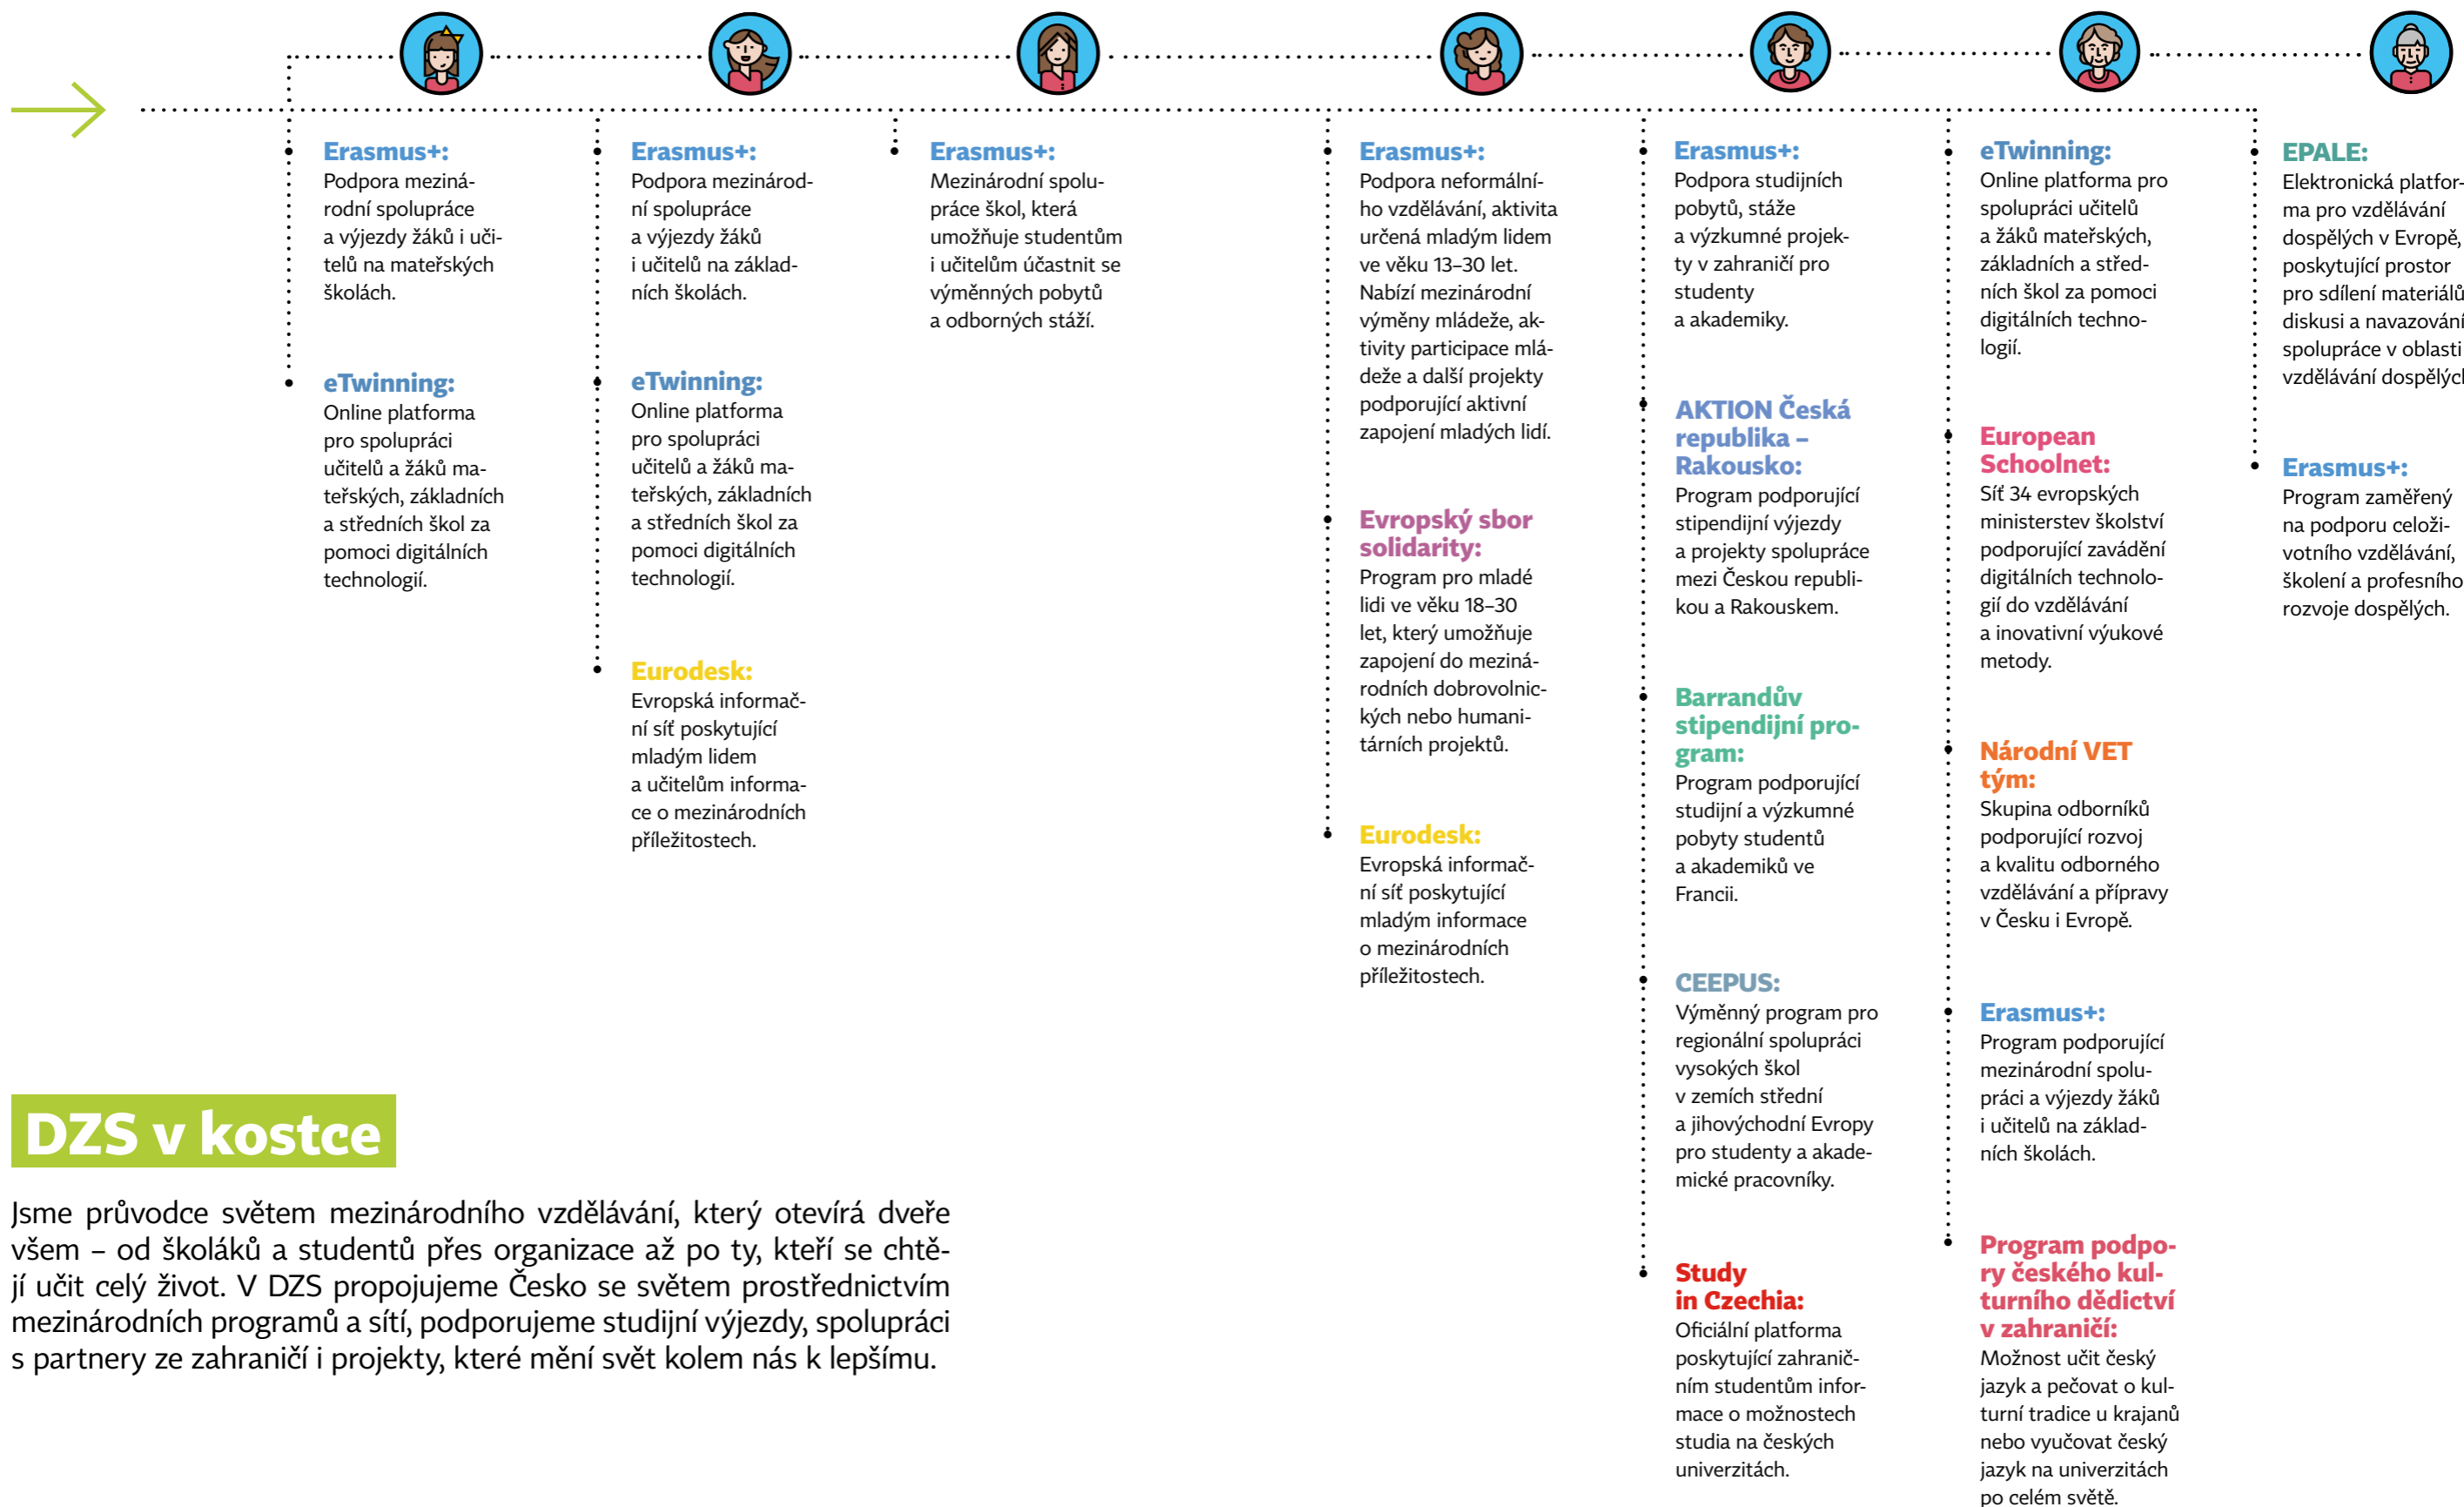 Erasmus+:
Podpora meziná-
rodní spolupráce
a výjezdy žáků i uči-
telů na mateřských
školách.
eTwinning:
Online platforma
pro spolupráci
učitelů a žáků ma-
teřských, základních
a středních škol za
pomoci digitálních
technologií.
Erasmus+:
Podpora mezinárod-
ní spolupráce
a výjezdy žáků
i učitelů na základ-
ních školách.
eTwinning:
Online platforma
pro spolupráci
učitelů a žáků ma-
teřských, základních
a středních škol za
pomoci digitálních
technologií.
Eurodesk:
Evropská informač-
ní síť poskytující
mladým lidem
a učitelům informa-
ce o mezinárodních
příležitostech.
Erasmus+:
Mezinárodní spolu-
práce škol, která
umožňuje studentům
i učitelům účastnit se
výměnných pobytů
a odborných stáží.
Erasmus+:
Podpora neformální-
ho vzdělávání, aktivita
určená mladým lidem
ve věku 13–30 let.
Nabízí mezinárodní
výměny mládeže, ak-
tivity participace mlá-
deže a další projekty
podporující aktivní
zapojení mladých lidí.
Evropský sbor
solidarity:
Program pro mladé
lidi ve věku 18–30
let, který umožňuje
zapojení do meziná-
rodních dobrovolnic-
kých nebo humani-
tárních projektů.
Eurodesk:
Evropská informač-
ní síť poskytující
mladým informace
o mezinárodních
příležitostech.
Erasmus+:
Podpora studijních
pobytů, stáže
a výzkumné projek-
ty v zahraničí pro
studenty
a akademiky.
AKTION Česká
republika –
Rakousko:
Program podporující
stipendijní výjezdy
a projekty spolupráce
mezi Českou republi-
kou a Rakouskem.
Barrandův
stipendijní pro-
gram:
Program podporující
studijní a výzkumné
pobyty studentů
a akademiků ve
Francii.
CEEPUS:
Výměnný program pro
regionální spolupráci
vysokých škol
v zemích střední
a jihovýchodní Evropy
pro studenty a akade-
mické pracovníky.
Study
in Czechia:
Oficiální platforma
poskytující zahranič-
ním studentům infor-
mace o možnostech
studia na českých
univerzitách.
eTwinning:
Online platforma pro
spolupráci učitelů
a žáků mateřských,
základních a střed-
ních škol za pomoci
digitálních techno-
logií.
European
Schoolnet:
Síť 34 evropských
ministerstev školství
podporující zavádění
digitálních technolo-
gií do vzdělávání
a inovativní výukové
metody.
Národní VET
tým:
Skupina odborníků
podporující rozvoj
a kvalitu odborného
vzdělávání a přípravy
v Česku i Evropě.
Erasmus+:
Program podporující
mezinárodní spolu-
práci a výjezdy žáků
i učitelů na základ-
ních školách.
Program podpo-
ry českého kul-
turního dědictví
v zahraničí:
Možnost učit český
jazyk a pečovat o kul-
turní tradice u krajanů
nebo vyučovat český
jazyk na univerzitách
po celém světě.
EPALE:
Elektronická platfor-
ma pro vzdělávání
dospělých v Evropě,
poskytující prostor
pro sdílení materiálů
diskusi a navazování
spolupráce v oblasti
vzdělávání
Erasmus+:
Program zaměřený
na podporu celoži-
votního vzdělávání,
školení a profesního
rozvoje dospělých.
DZS v kostce
Jsme průvodce světem mezinárodního vzdělávání, který otevírá dveře
všem – od školáků a studentů přes organizace až po ty, kteří se chtě-
jí učit celý život. V DZS propojujeme Česko se světem prostřednictvím
mezinárodních programů a sítí, podporujeme studijní výjezdy, spolupráci
s partnery ze zahraničí i projekty, které mění svět kolem nás k lepšímu.